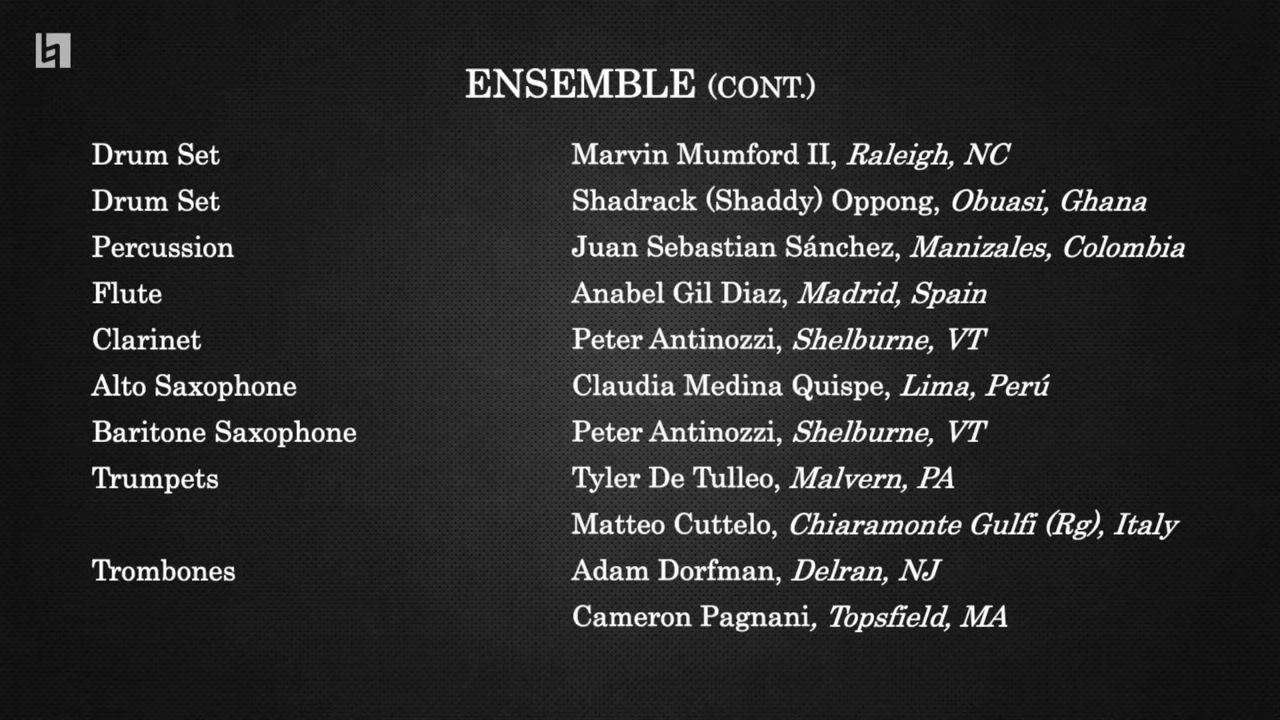 ENSEMBLE (CONT.)
Drum Set Marvin Mumford II, Raleigh, NC
Drum Set Shadrack (Shaddy) Oppong, Obuasi, Ghana
Percussion Juan Sebastian Sánchez, Manizales, Colombia
Flute Anabel Gil Diaz, Madrid, Spain
Clarinet Peter Antinozzi, Shelburne, VT
Alto Saxophone Claudia Medina Quispe, Lima, Perú
Baritone Saxophone Peter Antinozzi, Shelburne, VT
Trumpets Tyler De Tulleo, Malvern, PA
Matteo Cuttelo, Chiaramonte Gulfi (Rg), Italy
Trombones Adam Dorfman, Delran, NJ
Cameron Pagnani, Topsfield, MA